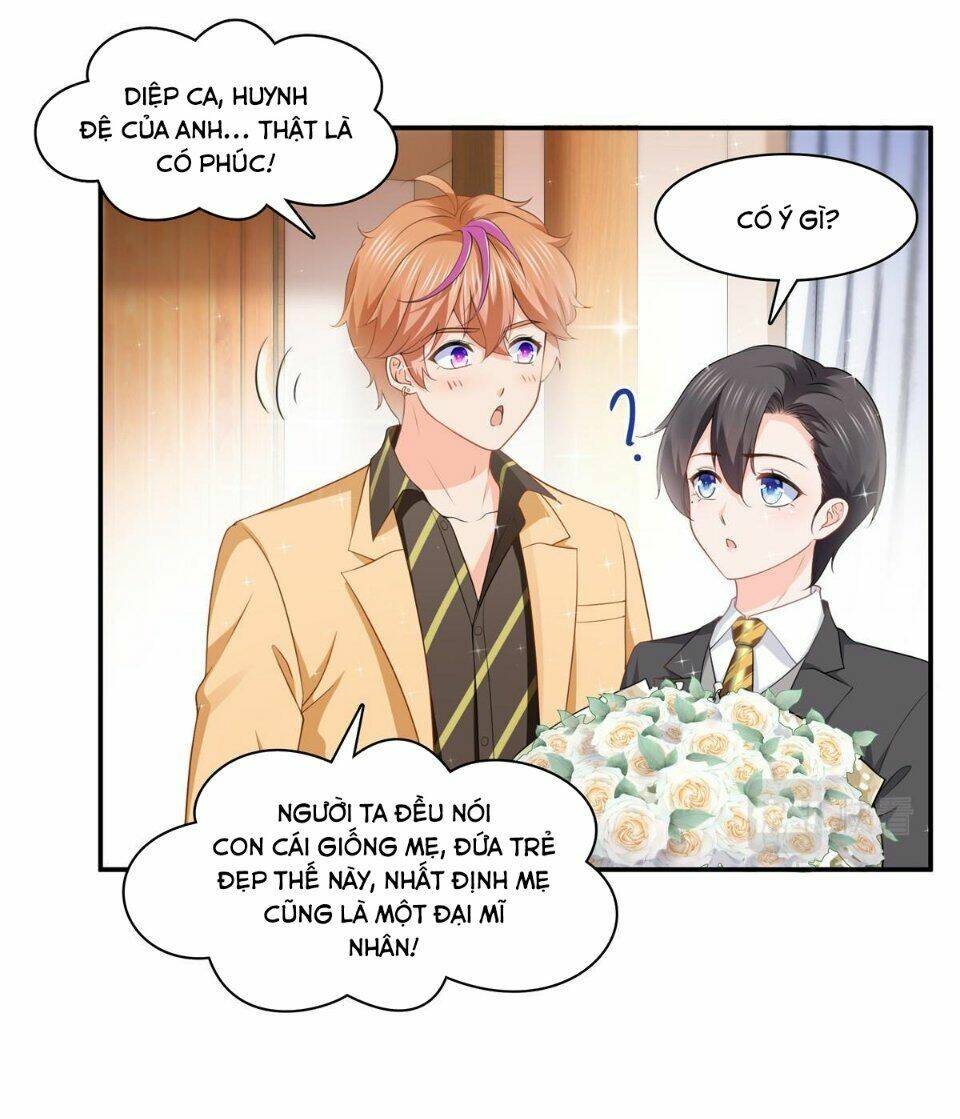 DIỆP CA, HUYNH
ĐỆ CỦA ANH... THẬT LÀ
CÓ PHÚC!
CÓ Ý GÌ?
?
NGƯỜI TA ĐỀU NÓI
CON CÁI GIỐNG MẸ, ĐỨA TRẺ
ĐẸP THẾ NÀY, NHẤT ĐỊNH MẸ
CŨNG LÀ MỘT ĐẠI MĨ
NHÂN!